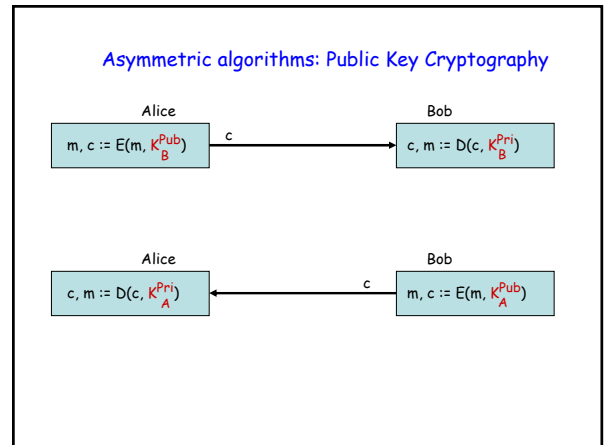 Asymmetric algorithms: Public Key Cryptography
Alice
Bob
m, c := E(m, K_B^Pub)
c
c, m := D(c, K_B^Pri)
Alice
Bob
c, m := D(c, K_A^Pri)
c
m, c := E(m, K_A^Pub)